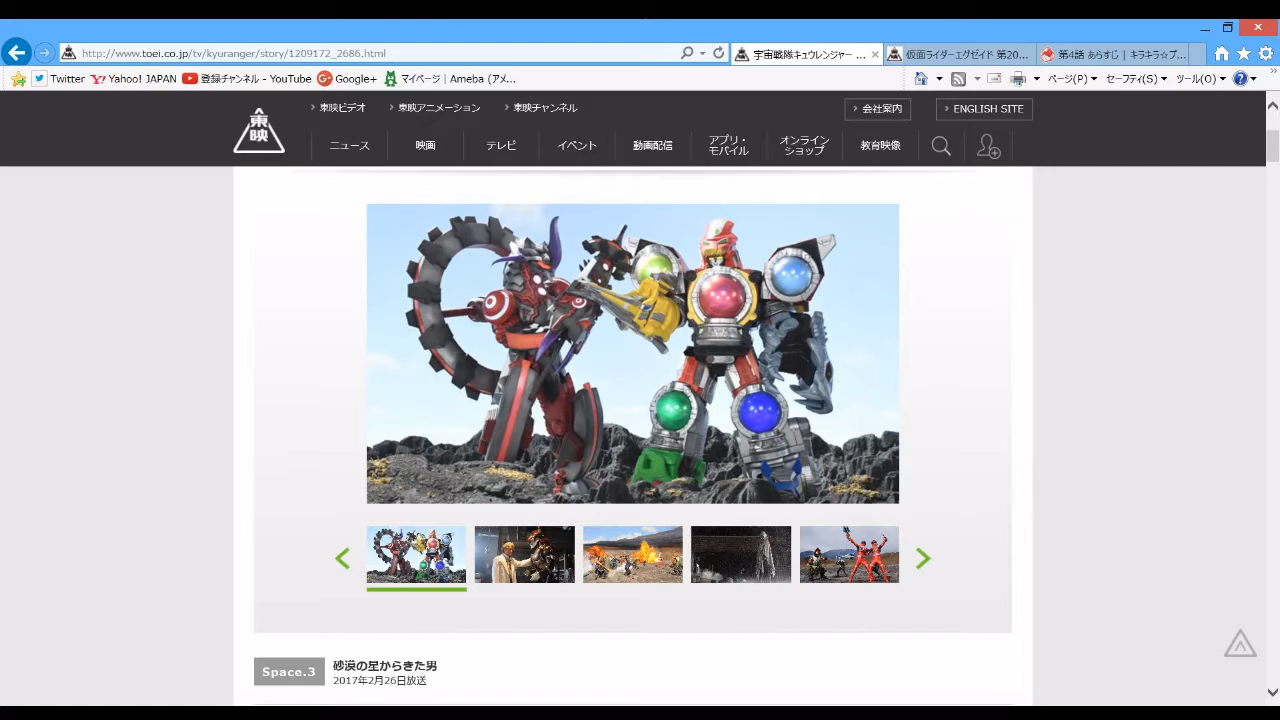 http://www.toei.co.jp/tv/kyuranger/story/1209172_2686.html
宇宙戦隊キュウレンジャー ...
仮面ライダーエグゼイド 第20...
第4話 あらすじ | キラキラ☆プ...
Twitter
Yahoo! JAPAN
登録チャンネル - YouTube
Google+
マイページ | Ameba (アメ...
ページ(P)
セーフティ(S)
ツール(O)
東映ビデオ
東映アニメーション
東映チャンネル
会社案内
ENGLISH SITE
東映
ニュース
映画
テレビ
イベント
動画配信
アプリ・
モバイル
オンライン
ショップ
教育映像
Space.3
砂漠の星からきた男
2017年2月26日放送